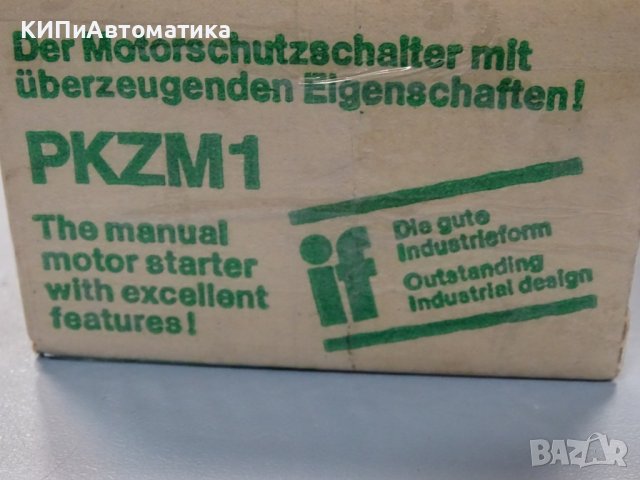 КИПиАвтоматика
Der Motorschutzschalter mit
überzeugenden Eigenschaften!
PKZM1
The manual
motor starter
with excellent
features!
if
Die gute
Industrieform
Outstanding
industrial design
BAZAR